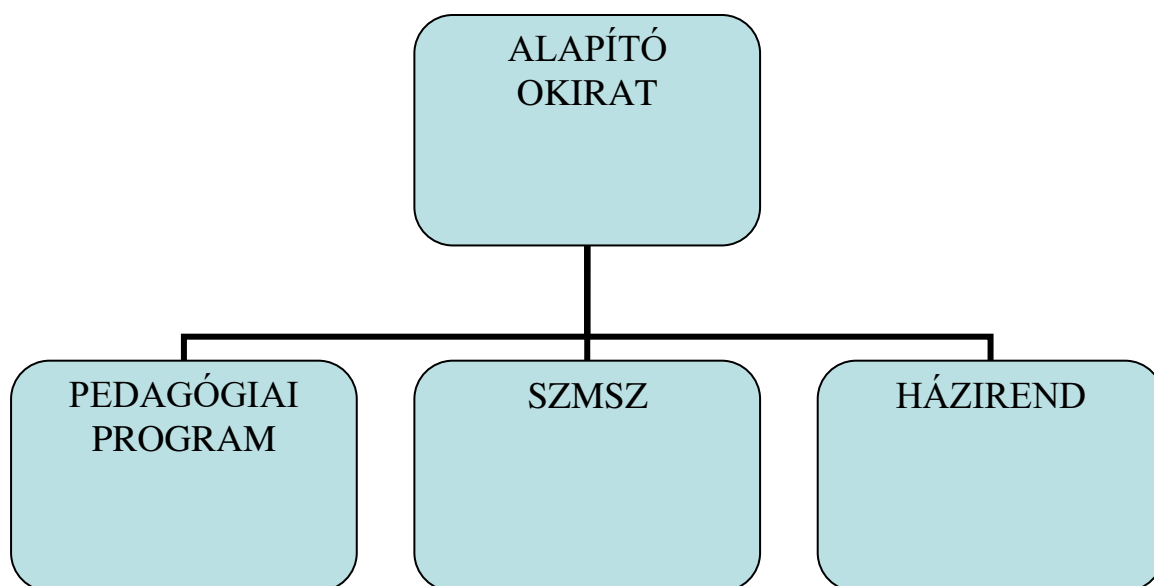 ALAPÍTÓ
OKIRAT
PEDAGÓGIAI
PROGRAM
SZMSZ
HÁZIREND